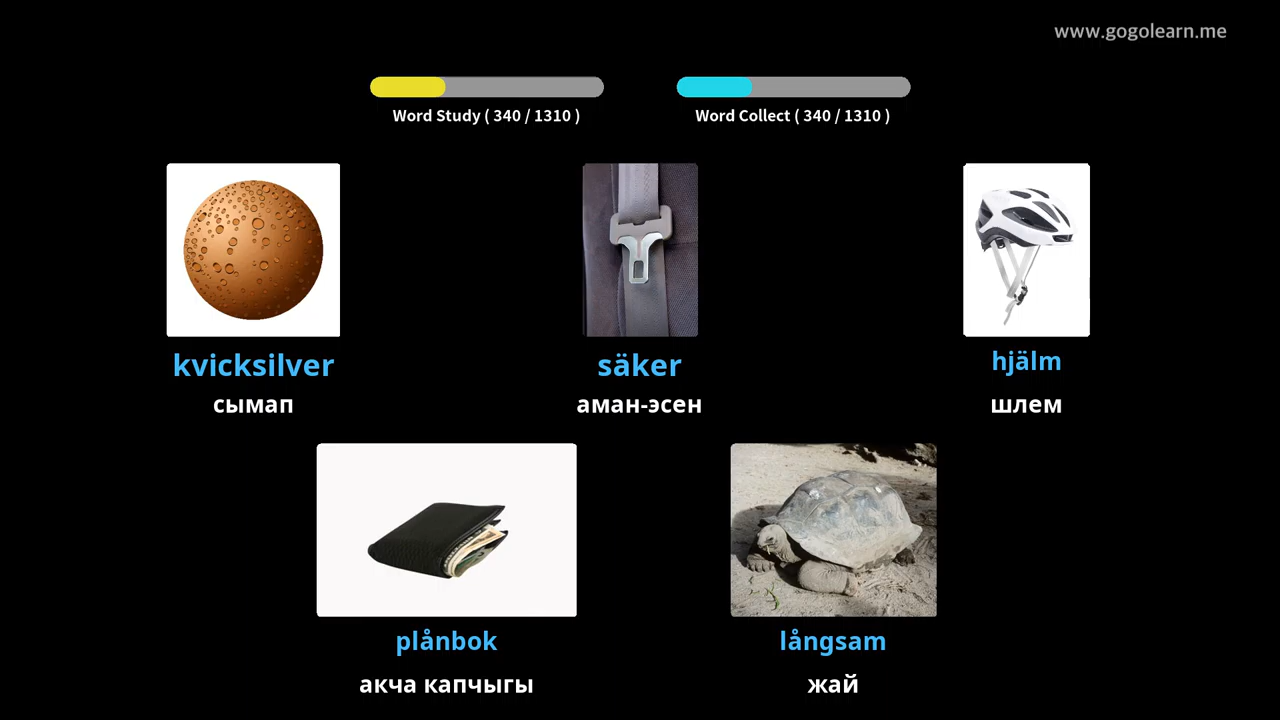 www.gogolearn.me
Word Study ( 340 / 1310 )
Word Collect ( 340 / 1310 )
kvicksilver
сымап
säker
аман-эсен
hjälm
шлем
plånbok
акча капчыгы
långsam
жай